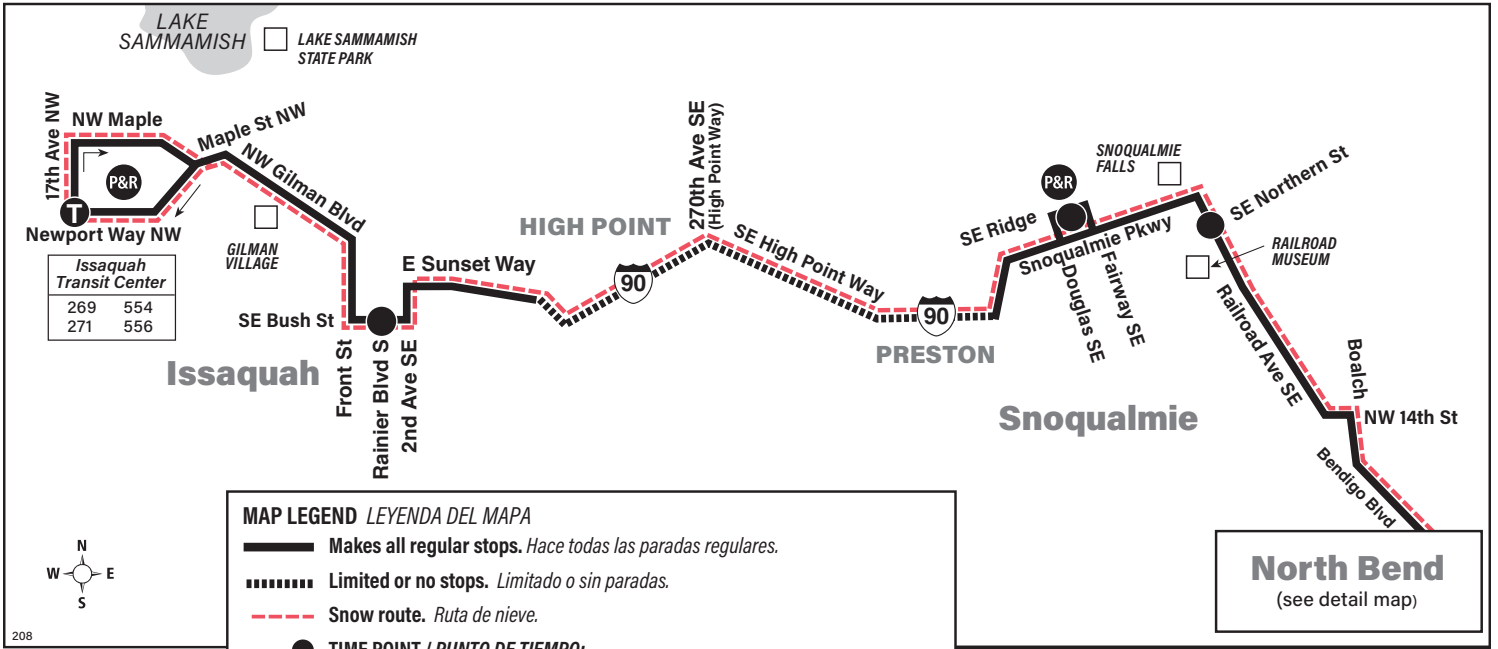 LAKE
SAMMAMISH
LAKE SAMMAMISH
STATE PARK
17th Ave NW
NW Maple
Maple St NW
P&R
T
Newport Way NW
NW Gilman Blvd
GILMAN
VILLAGE
Issaquah
Transit Center
269 554
271 556
SE Bush St
Issaquah
Front St
Rainier Blvd S
2nd Ave SE
E Sunset Way
HIGH POINT
90
270th Ave SE
(High Point Way)
SE High Point Way
90
PRESTON
SE Ridge
P&R
SNOQUALMIE
FALLS
Snoqualmie Pkwy
Douglas SE
Fairway SE
SE Northern St
RAILROAD
MUSEUM
Railroad Ave SE
Snoqualmie
Boalch
NW 14th St
Bendigo Blvd
North Bend
(see detail map)
MAP LEGEND LEYENDA DEL MAPA
Makes all regular stops. Hace todas las paradas regulares.
Limited or no stops. Limitado o sin paradas.
Snow route. Ruta de nieve.
TIME POINT / PUNTO DE TIEMPO:
N
W E
S
208